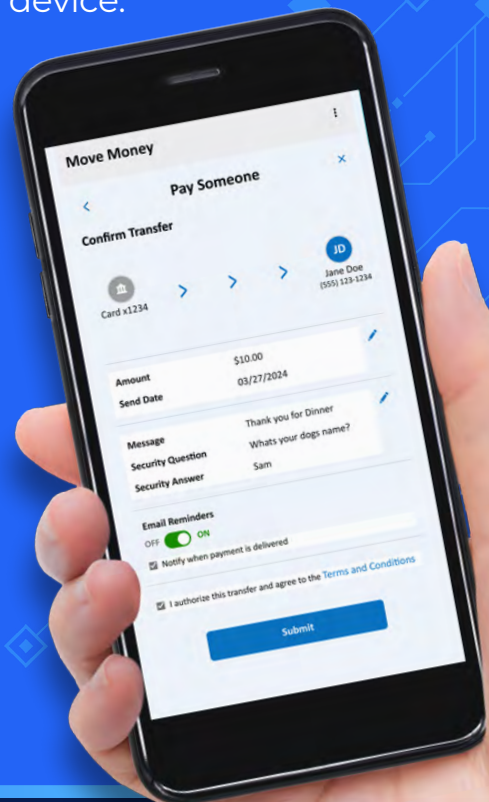 device.
Move Money
Pay Someone
Confirm Transfer
JD
Card x1234
Jane Doe
(555) 123-1234
Amount $10.00
Send Date 03/27/2024
Message Thank you for Dinner
Security Question Whats your dogs name?
Security Answer Sam
Email Reminders
OFF ON
Notify when payment is delivered
I authorize this transfer and agree to the Terms and Conditions
Submit